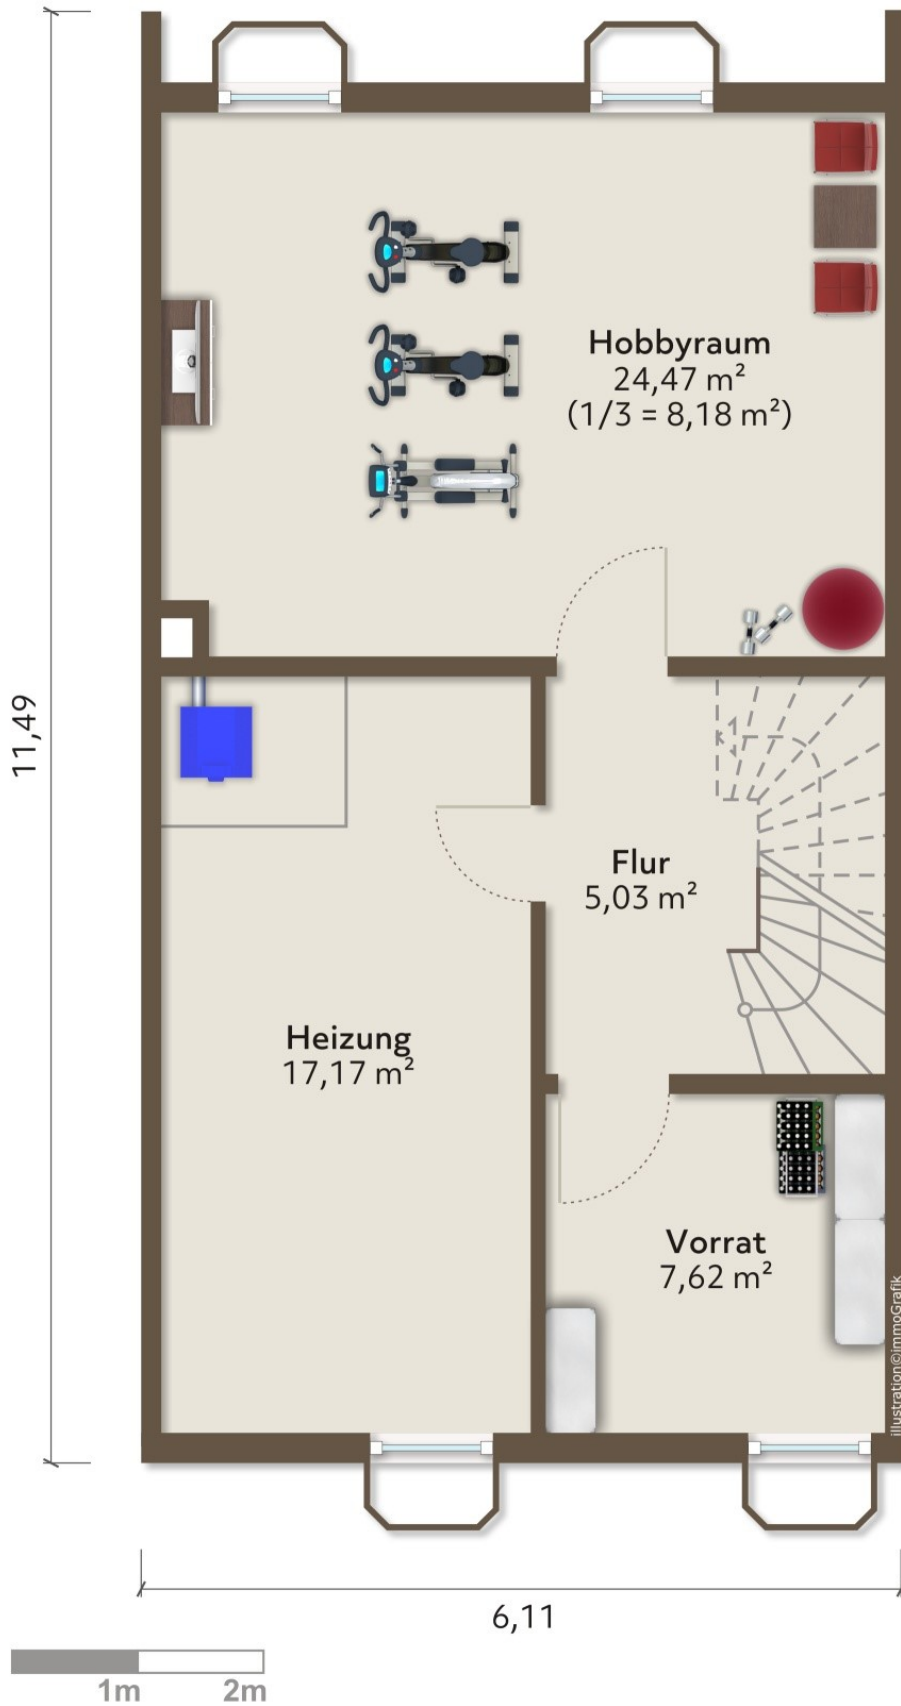 Hobbyraum
24,47 m²
(1/3 = 8,18 m²)
11,49
Flur
5,03 m²
Heizung
17,17 m²
Vorrat
7,62 m²
illustration©immoGrafik
6,11
1m 2m